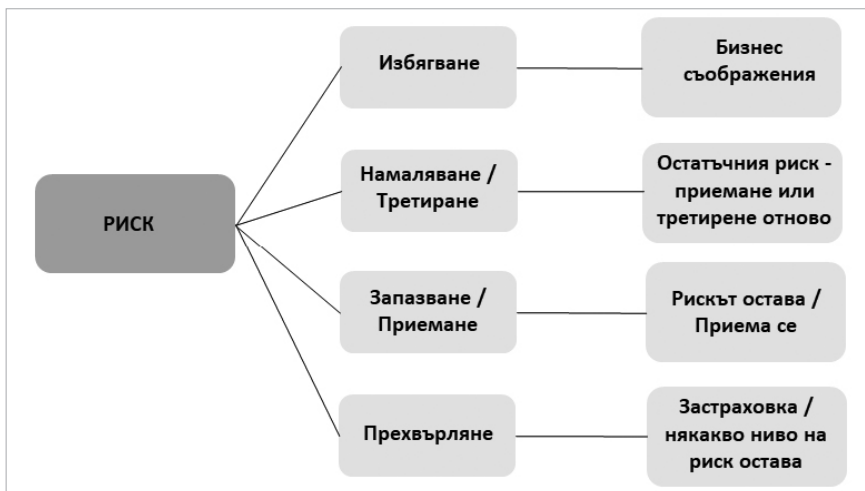 РИСК
Избягване
Бизнес
съображения
Намаляване /
Третиране
Остатъчния риск -
приемане или
третирене отново
Запазване /
Приемане
Рискът остава /
Приема се
Прехвърляне
Застраховка /
някакво ниво на
риск остава